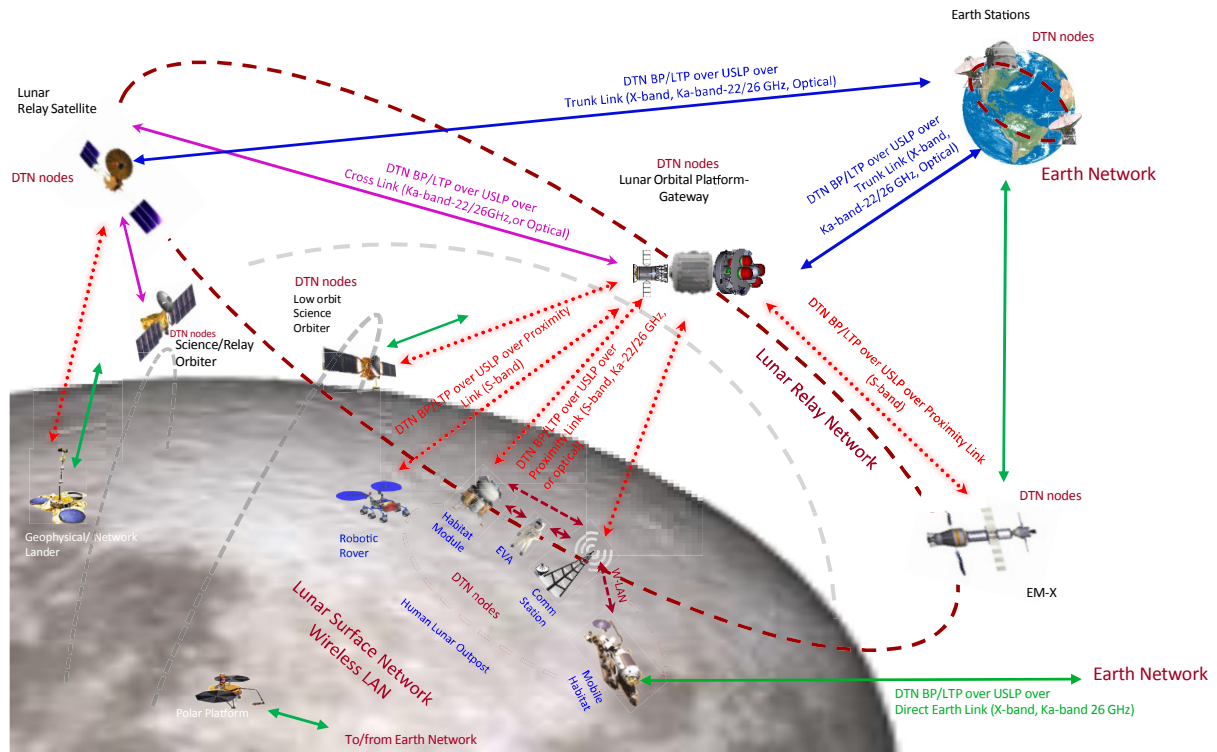 Earth Stations
DTN nodes
DTN BP/LTP over USLP over
Trunk Link (X-band, Ka-band-22/26 GHz, Optical)
Lunar
Relay Satellite
DTN nodes
DTN BP/LTP over USLP over
Cross Link (Ka-band-22/26GHz,or Optical)
DTN nodes
Lunar Orbital Platform-
Gateway
DTN BP/LTP over USLP over
Trunk Link (X-band,
Ka-band-22/26 GHz, Optical)
Earth Network
DTN nodes
Low orbit
Science
Orbiter
DTN nodes
Science/Relay
Orbiter
DTN BP/LTP over USLP over Proximity
Link (S-band)
DTN BP/LTP over USLP over
Proximity Link (S-band, Ka-22/26 GHz,
or optical)
Lunar Relay Network
DTN BP/LTP over USLP over Proximity Link
(S-band)
DTN nodes
EM-X
Geophysical/ Network
Lander
Robotic
Rover
Habitat
Module
EVA
DTN nodes
Comm
Station
W-LAN
Human Lunar Outpost
Lunar Surface Network
Wireless LAN
Mobile
Habitat
Polar Platform
To/from Earth Network
Earth Network
DTN BP/LTP over USLP over
Direct Earth Link (X-band, Ka-band 26 GHz)